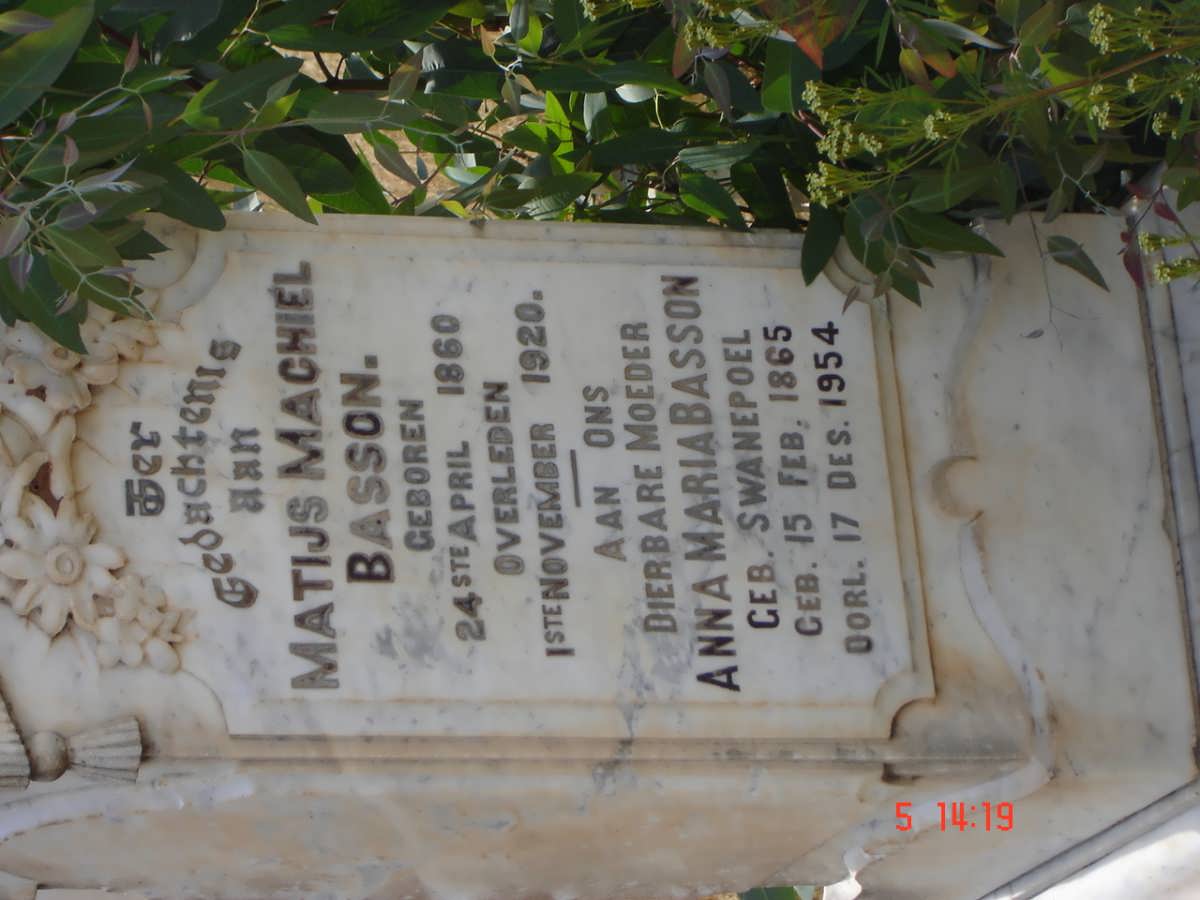 Ter
Gedachtenis
aan
MATIJS MACHIEL
BASSON.
GEBOREN
24STE APRIL 1860
OVERLEDEN
1STE NOVEMBER 1920.
AAN ONS
DIERBARE MOEDER
ANNA MARIA BASSON
GEB. SWANEPOEL
GEB. 15 FEB. 1865
OORL. 17 DES. 1954
5 14:19